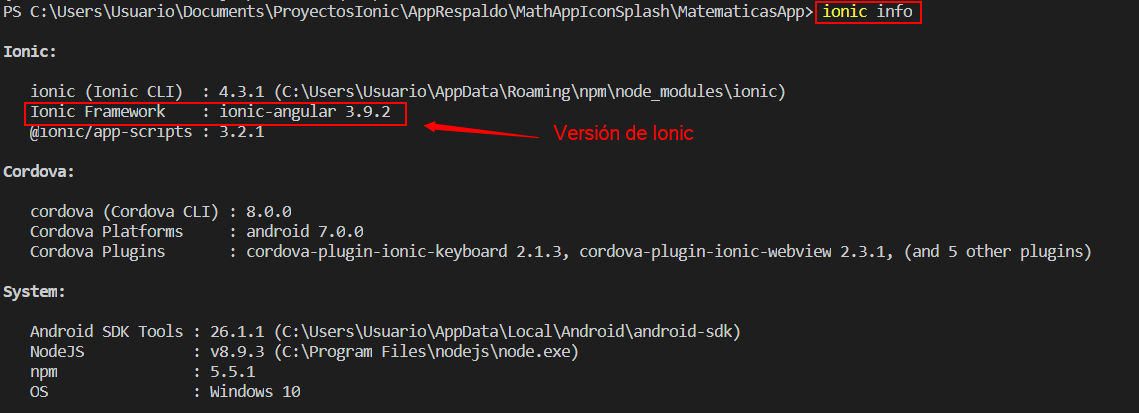 PS C:\Users\Usuario\Documents\ProyectosIonic\AppRespaldo\MathAppIconSplash\MatematicasApp> ionic info
Ionic:
ionic (Ionic CLI) : 4.3.1 (C:\Users\Usuario\AppData\Roaming\npm\node_modules\ionic)
Ionic Framework : ionic-angular 3.9.2
@ionic/app-scripts : 3.2.1
Versión de Ionic
Cordova:
cordova (Cordova CLI) : 8.0.0
Cordova Platforms : android 7.0.0
Cordova Plugins : cordova-plugin-ionic-keyboard 2.1.3, cordova-plugin-ionic-webview 2.3.1, (and 5 other plugins)
System:
Android SDK Tools : 26.1.1 (C:\Users\Usuario\AppData\Local\Android\android-sdk)
NodeJS : v8.9.3 (C:\Program Files\nodejs\node.exe)
npm : 5.5.1
OS : Windows 10